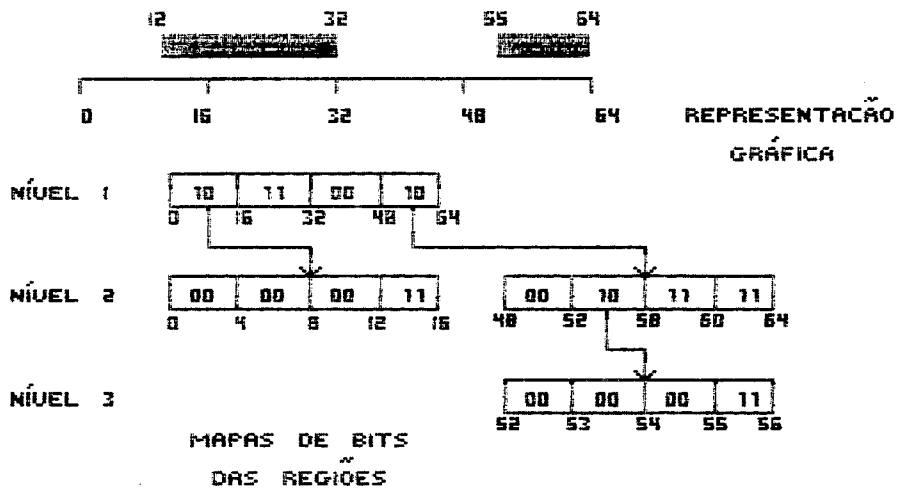 12 32 55 64
0 16 32 48 64
REPRESENTACÃO
GRÁFICA
NÍVEL 1
10 11 00 10
0 16 32 48 64
NÍVEL 2
00 00 00 11 00 10 11 11
0 4 8 12 16 48 52 58 60 64
NÍVEL 3
00 00 00 11
52 53 54 55 56
MAPAS DE BITS
DAS REGIÕES